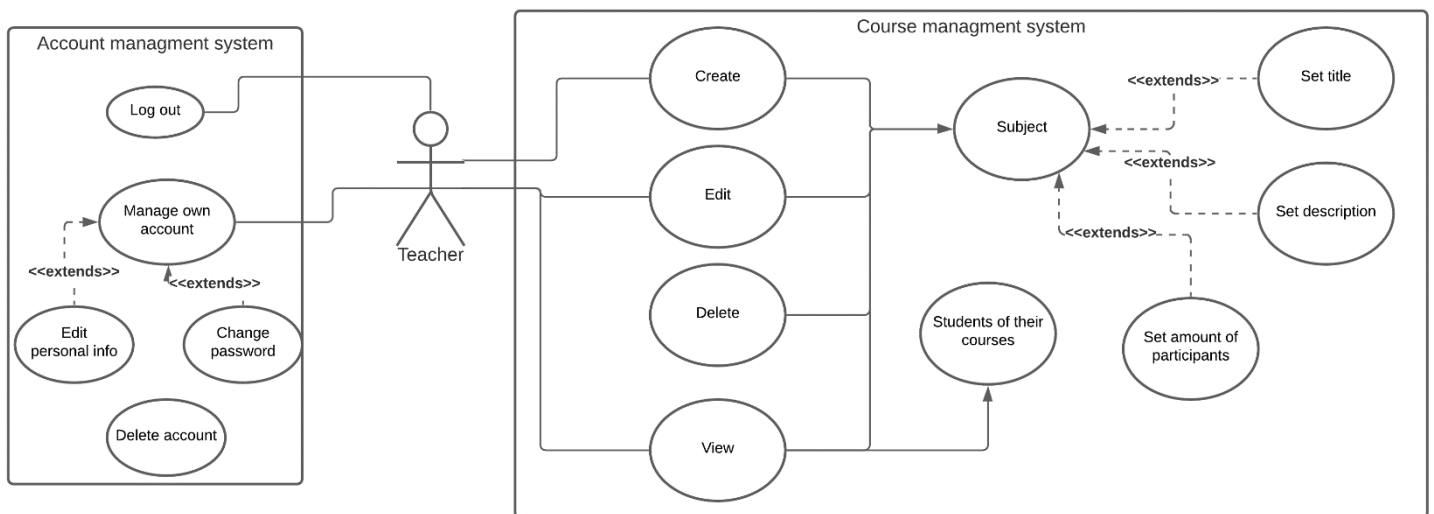 Account managment system
Log out
Manage own
account
<<extends>>
<<extends>>
Edit
personal info
Change
password
Delete account
Teacher
Course managment system
Create
Edit
Delete
View
Subject
Students of their
courses
<<extends>>
<<extends>>
<<extends>>
Set title
Set description
Set amount of
participants